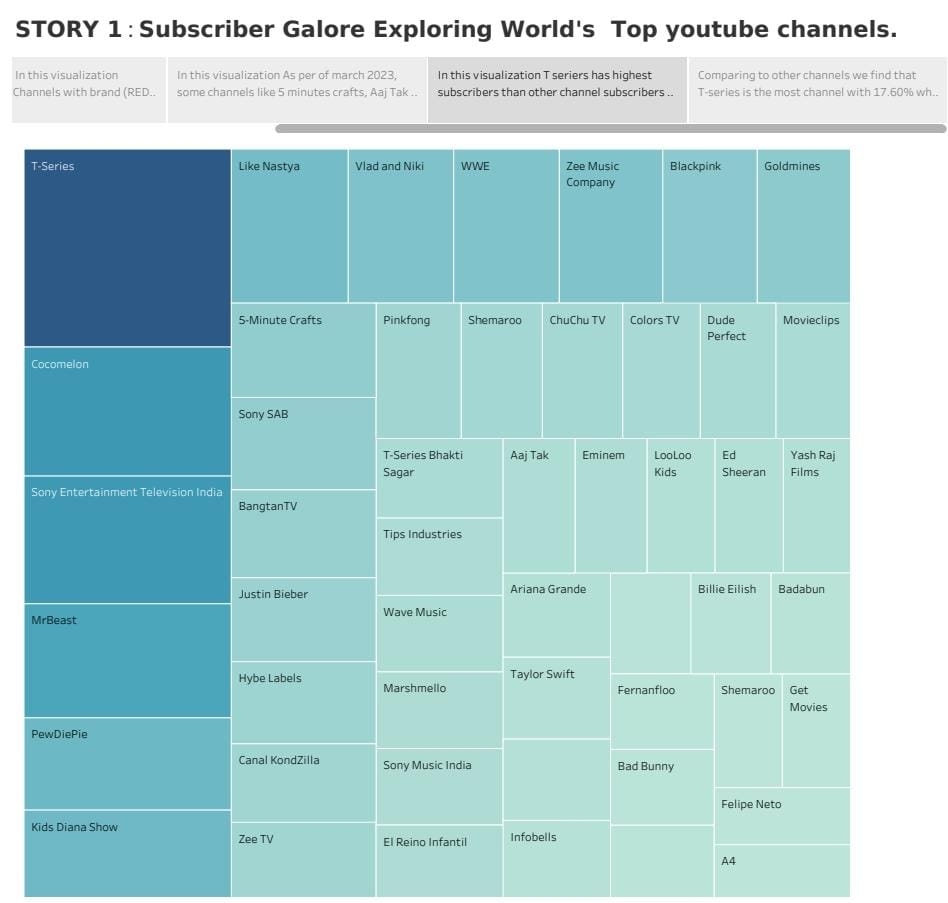 STORY 1 : Subscriber Galore Exploring World's Top youtube channels.
In this visualization
Channels with brand (RED..
In this visualization As per of march 2023,
some channels like 5 minutes crafts, Aaj Tak ..
In this visualization T seriers has highest
subscribers than other channel subscribers ..
Comparing to other channels we find that
T-series is the most channel with 17.60% wh..
T-Series
Cocomelon
Sony Entertainment Television India
MrBeast
PewDiePie
Kids Diana Show
Like Nastya
Vlad and Niki
WWE
Zee Music
Company
Blackpink
Goldmines
5-Minute Crafts
Sony SAB
BangtanTV
Justin Bieber
Hybe Labels
Canal KondZilla
Zee TV
Pinkfong
Shemaroo
ChuChu TV
Colors TV
Dude
Perfect
Movieclips
T-Series Bhakti
Sagar
Tips Industries
Wave Music
Marshmello
Sony Music India
El Reino Infantil
Aaj Tak
Eminem
LooLoo
Kids
Ed
Sheeran
Yash Raj
Films
Ariana Grande
Taylor Swift
Infobells
Billie Eilish
Badabun
Fernanfloo
Bad Bunny
Shemaroo
Get
Movies
Felipe Neto
A4